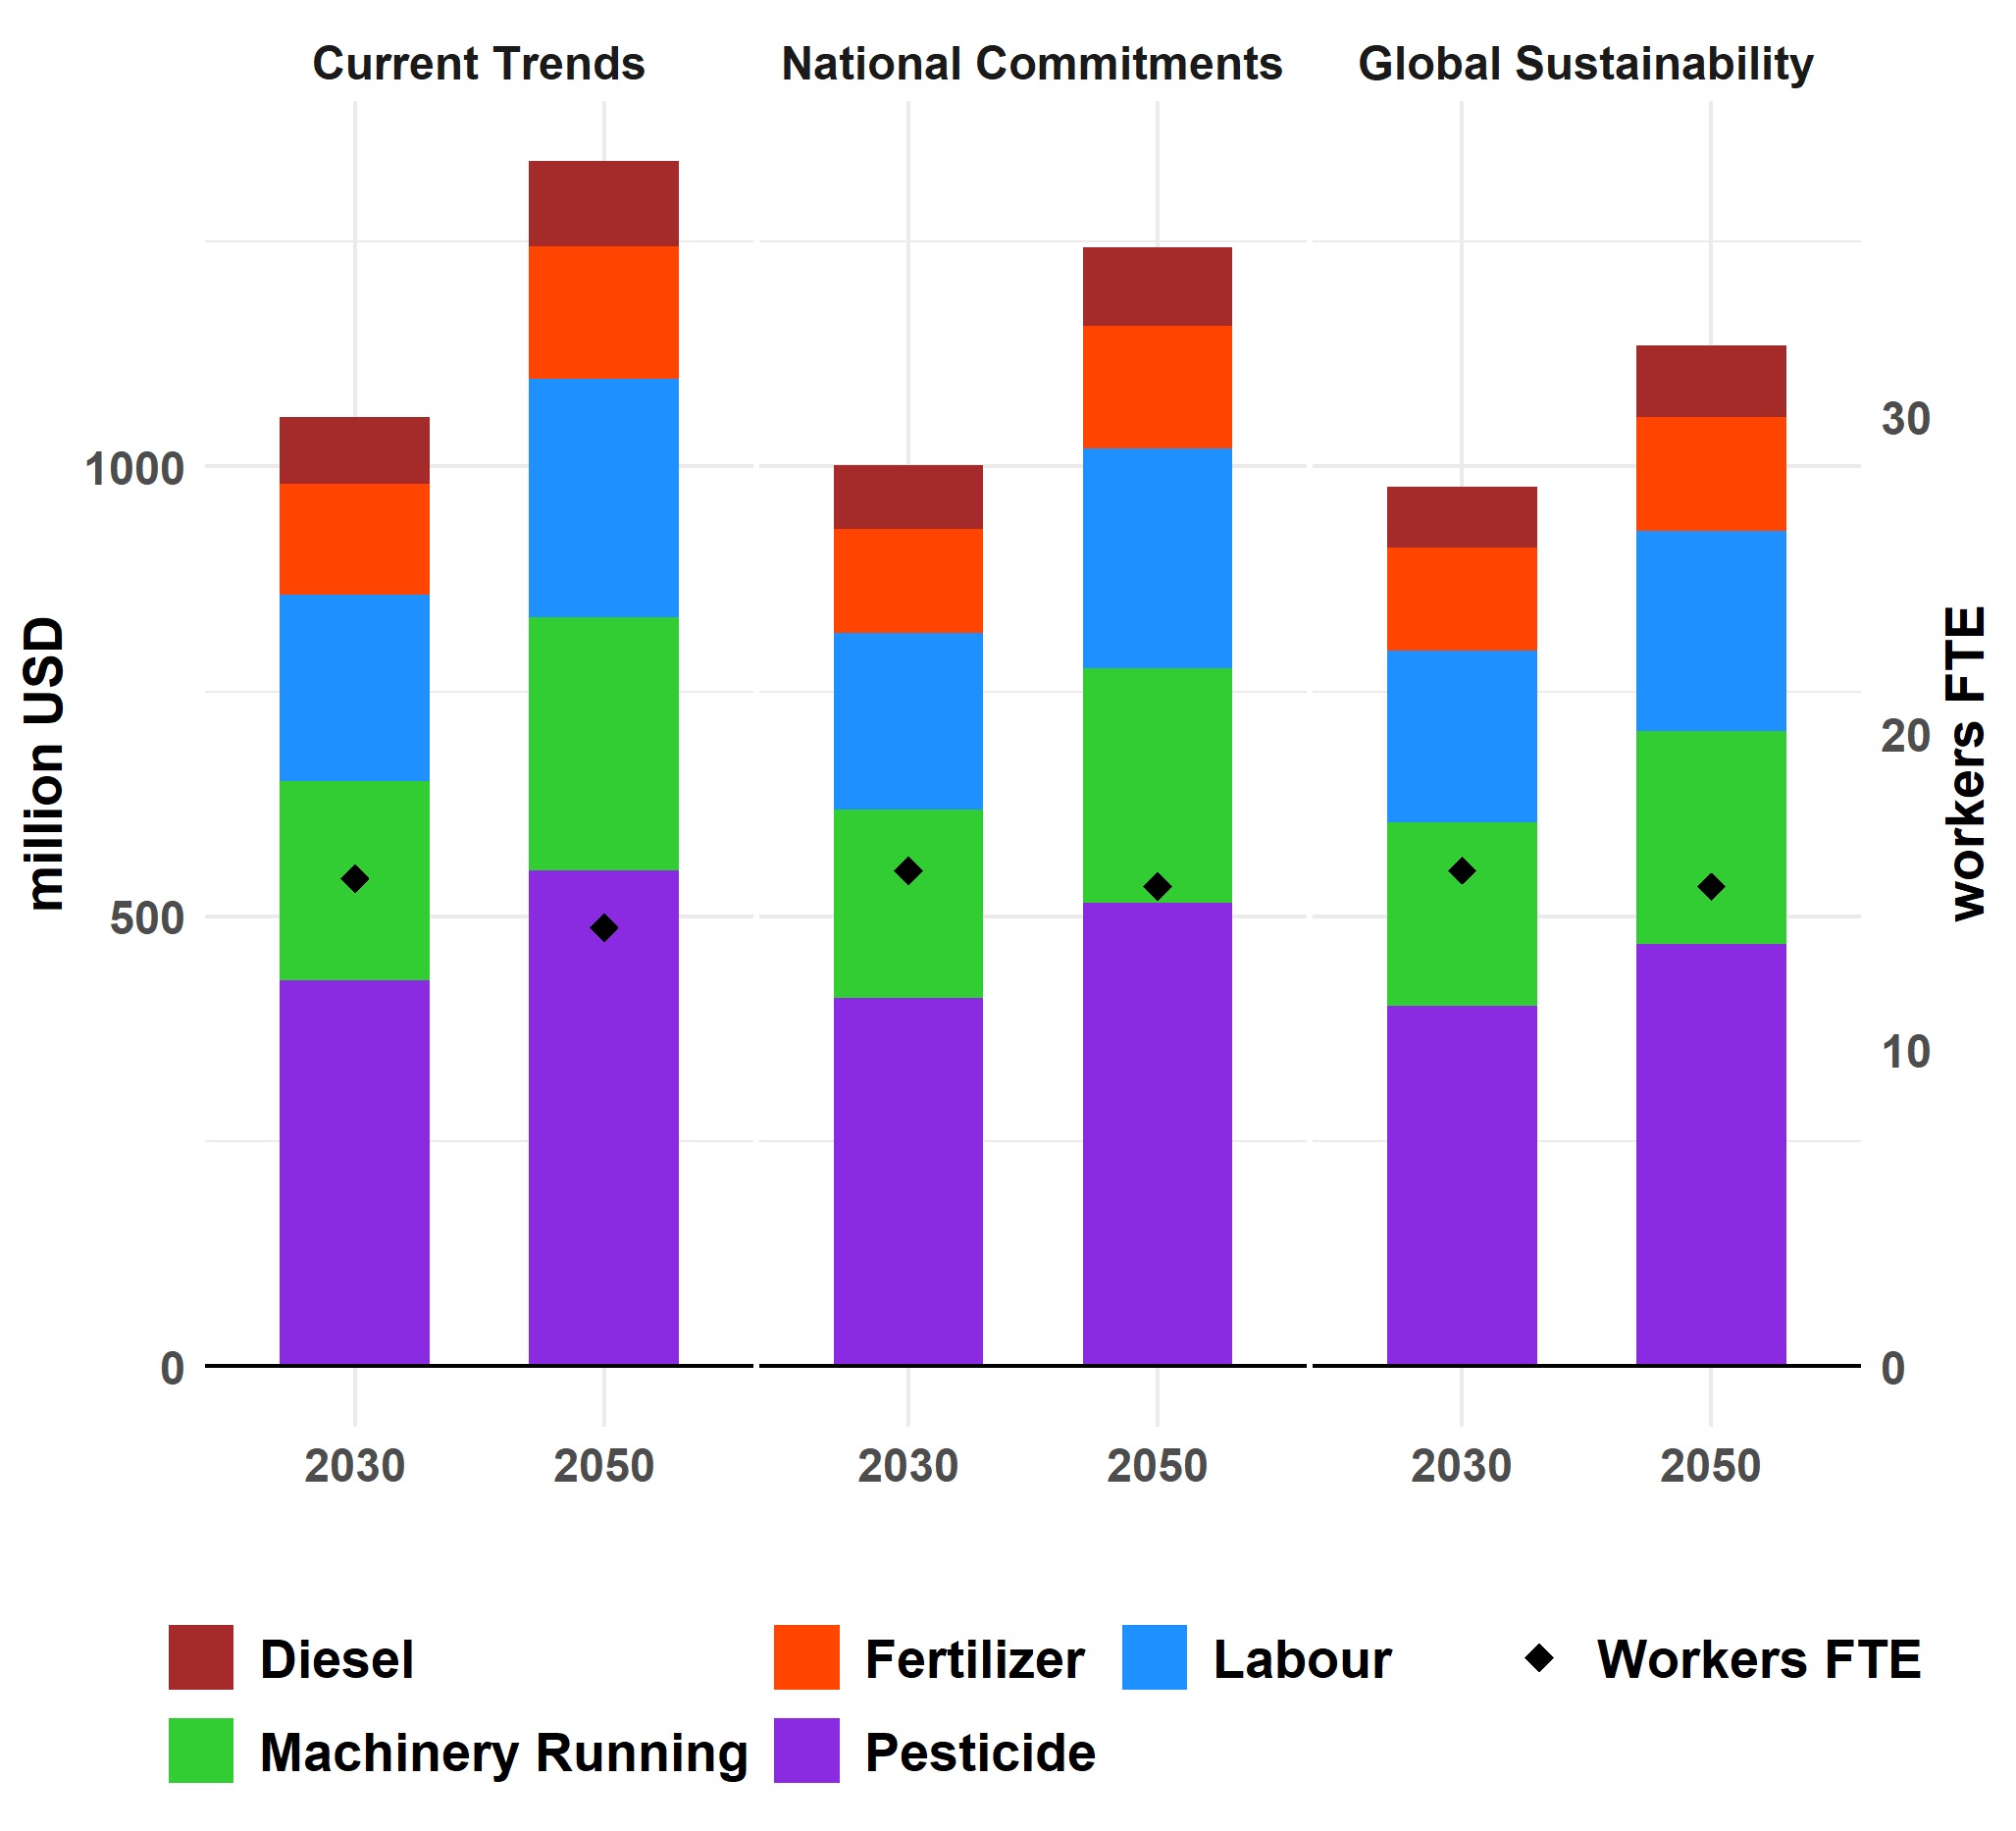 Current Trends National Commitments Global Sustainability
million USD
1000
500
0
30
20
10
0
workers FTE
2030 2050 2030 2050 2030 2050
Diesel Fertilizer Labour Workers FTE
Machinery Running Pesticide